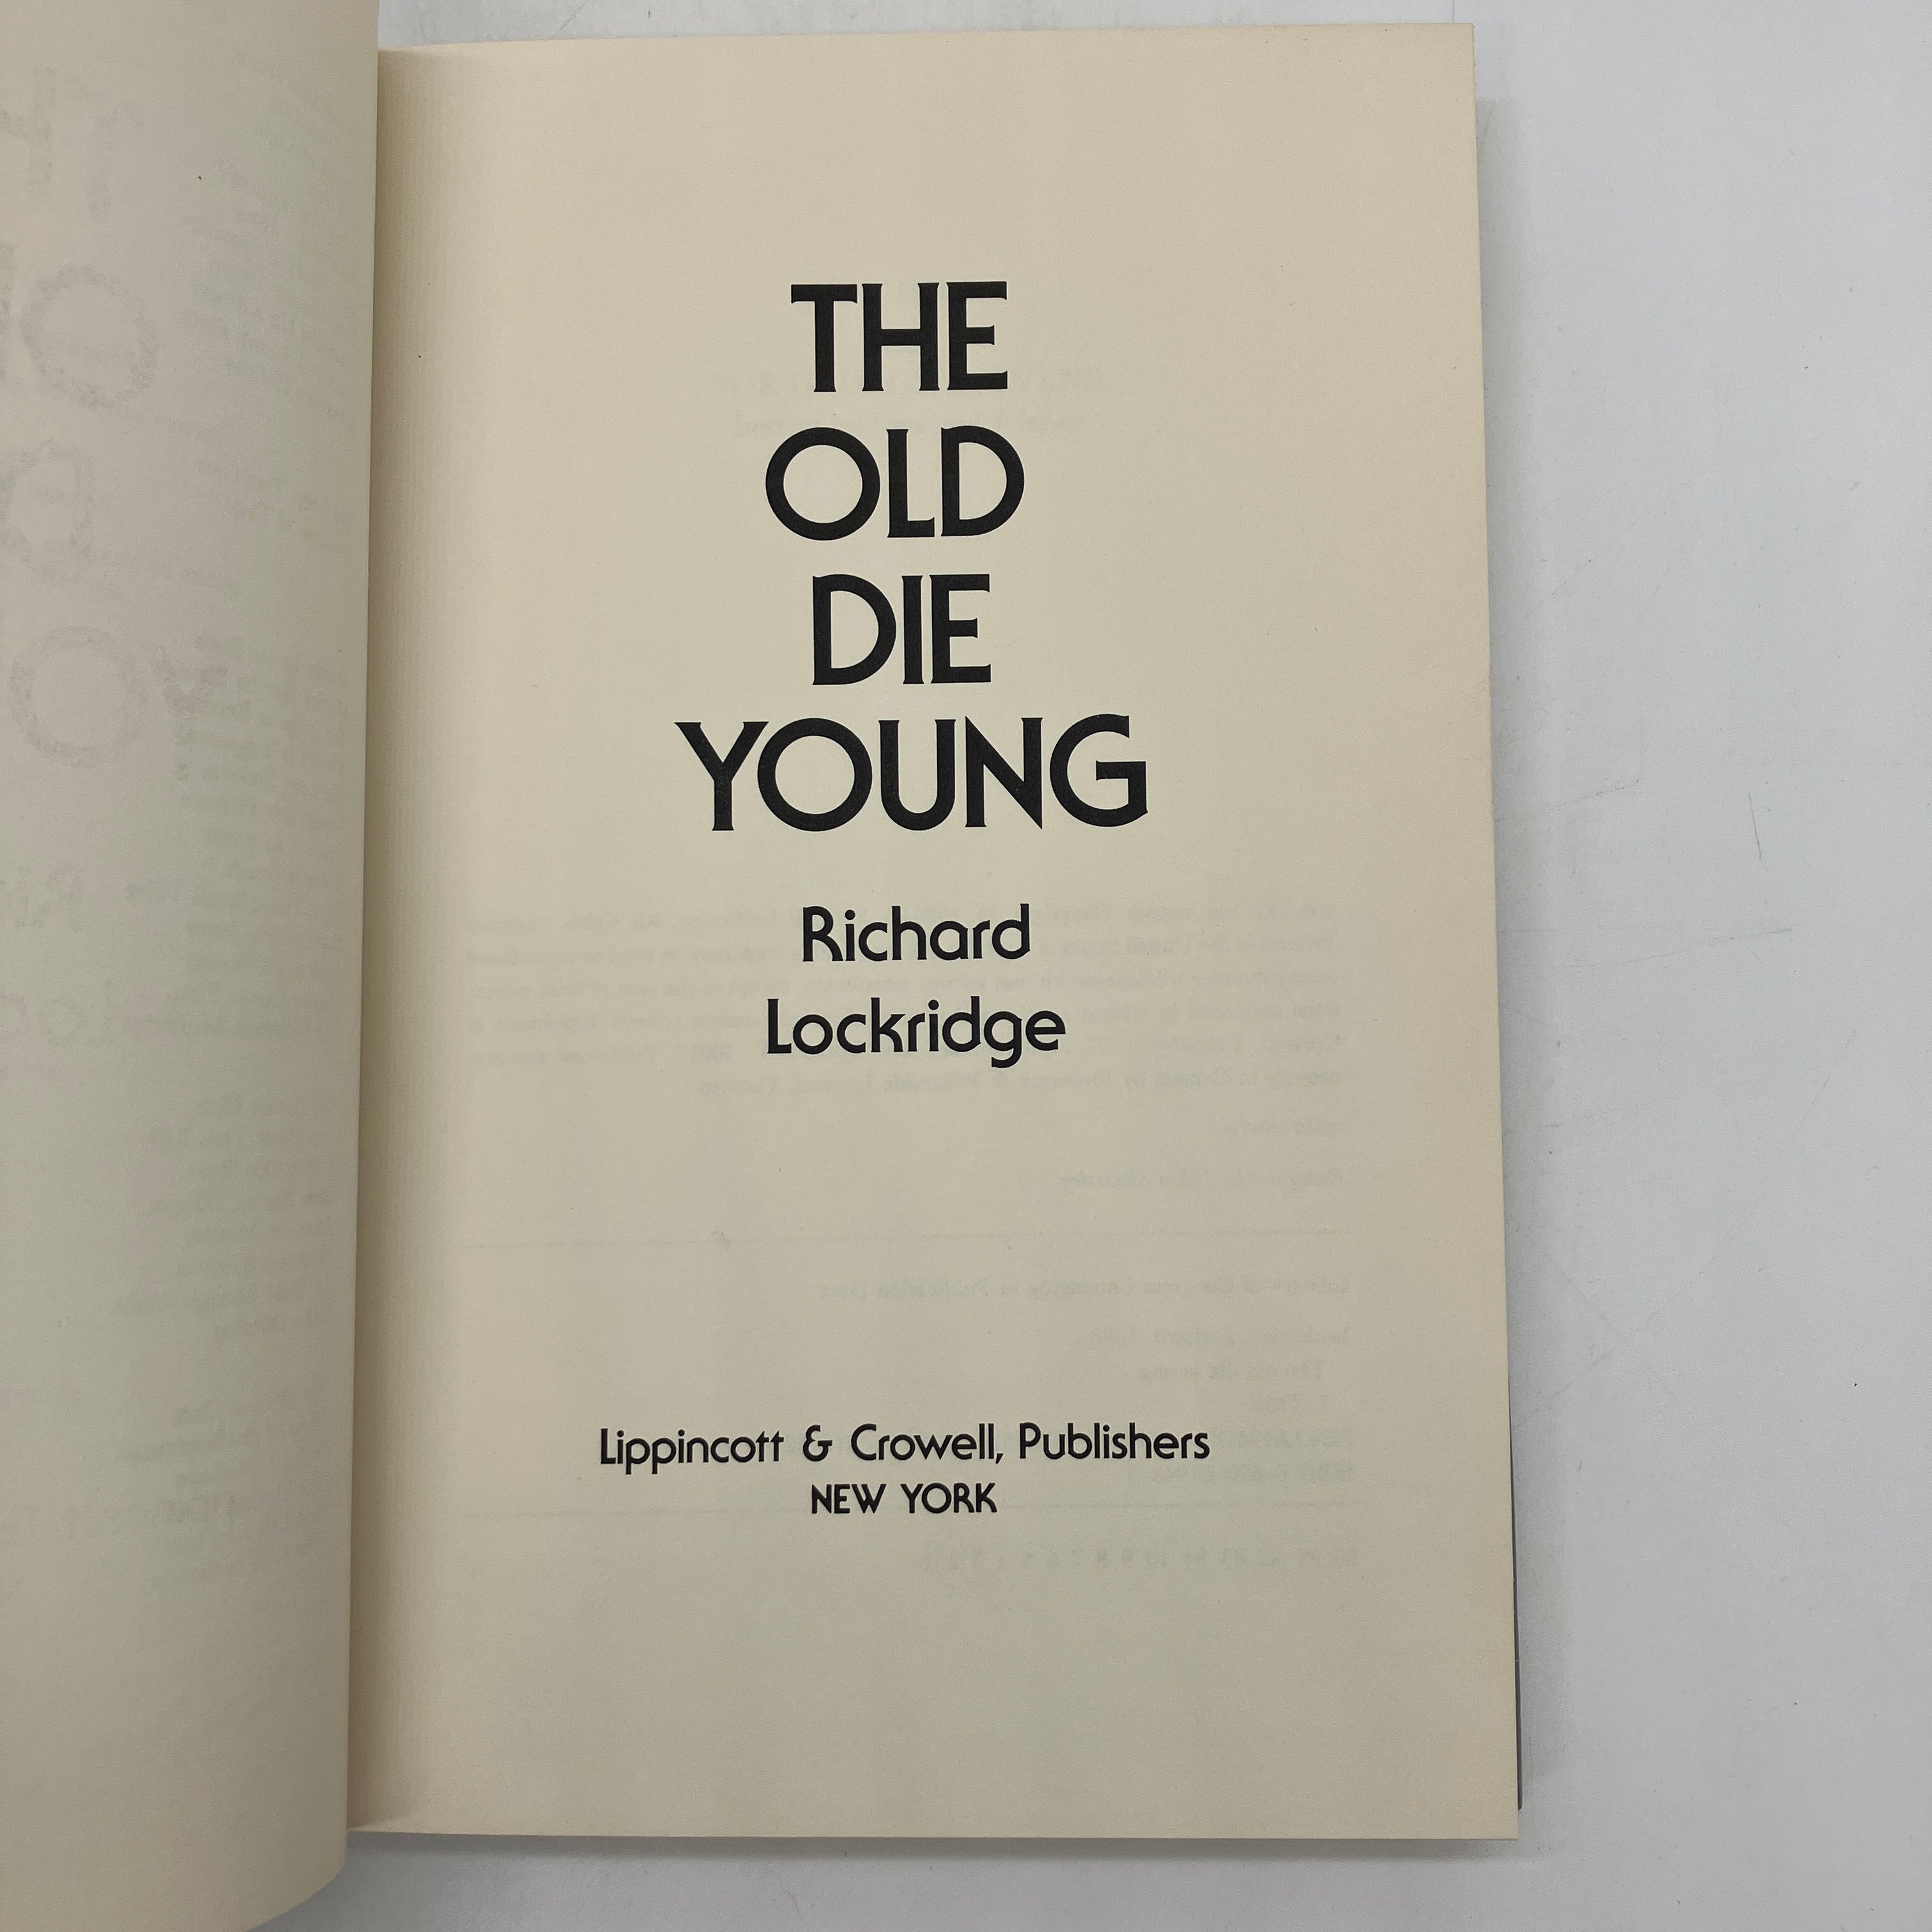 THE
OLD
DIE
YOUNG
Richard
Lockridge
Lippincott & Crowell, Publishers
NEW YORK